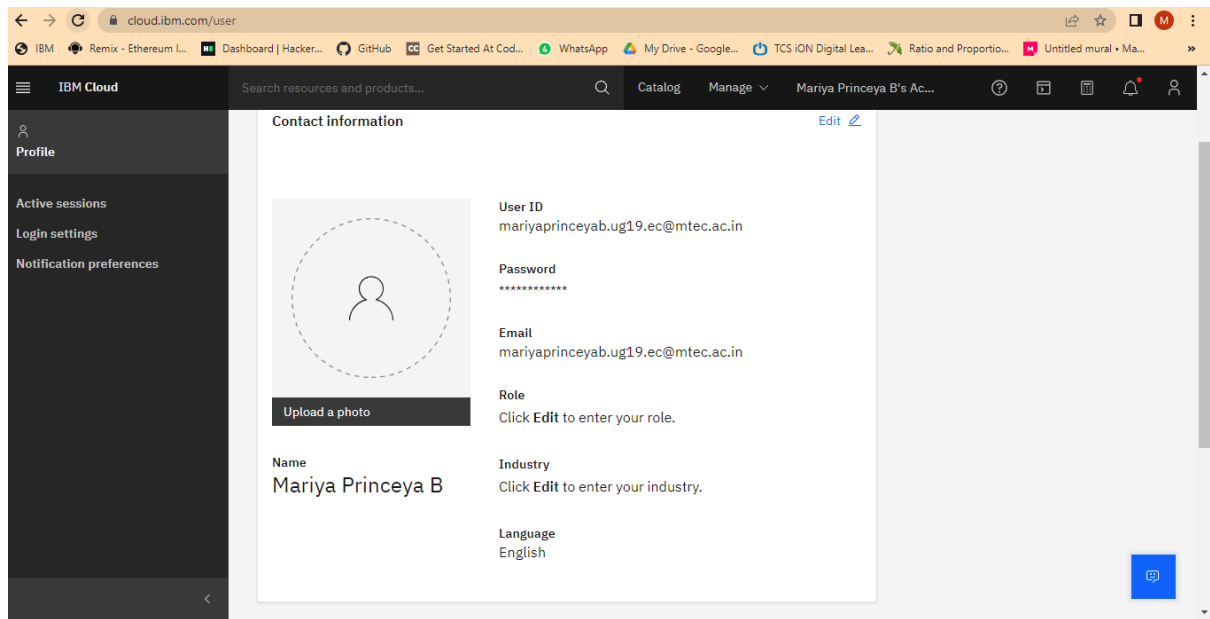 cloud.ibm.com/user
M
IBM Remix - Ethereum I... Dashboard | Hacker... GitHub CC Get Started At Cod... WhatsApp My Drive - Google... TCS iON Digital Lea... Ratio and Proportio... Untitled mural • Ma... »
IBM Cloud Search resources and products... Catalog Manage Mariya Princeya B's Ac...
Contact information Edit
Profile
Active sessions
Login settings
Notification preferences
User ID
mariyaprinceyab.ug19.ec@mtec.ac.in
Password
************
Email
mariyaprinceyab.ug19.ec@mtec.ac.in
Role
Click Edit to enter your role.
Upload a photo
Name
Mariya Princeya B
Industry
Click Edit to enter your industry.
Language
English